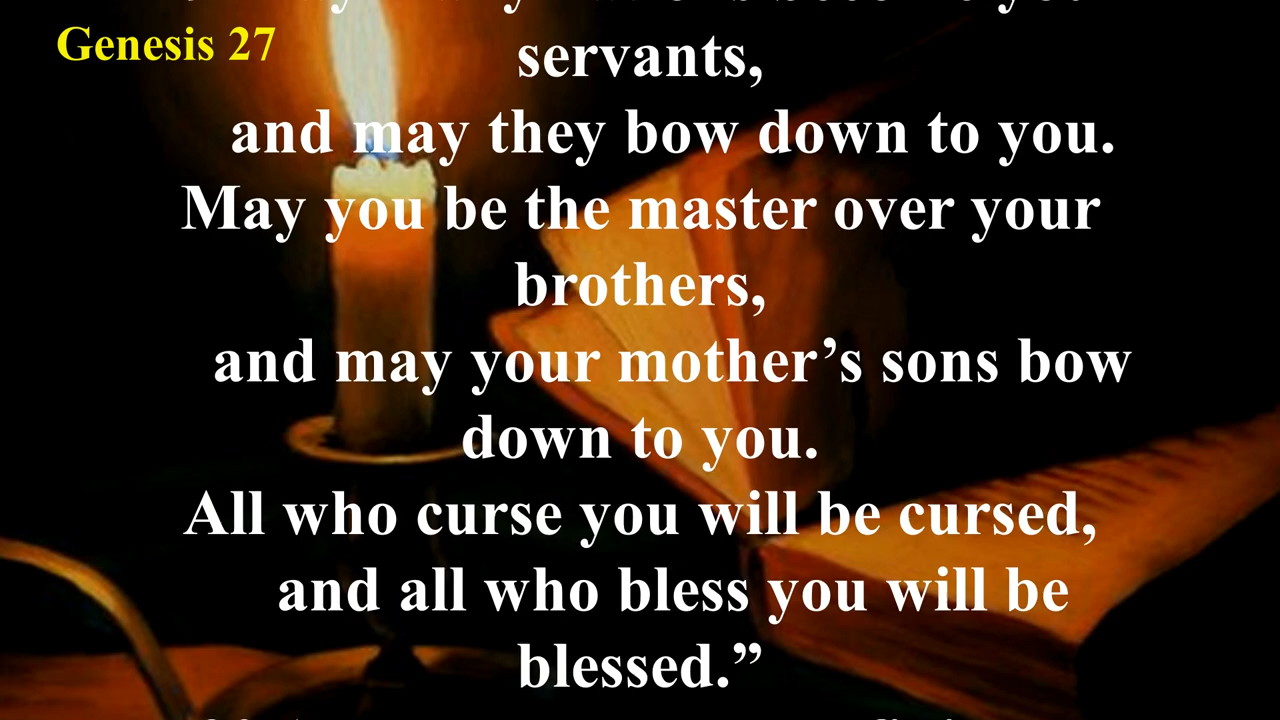 Genesis 27
servants,
and may they bow down to you.
May you be the master over your
brothers,
and may your mother’s sons bow
down to you.
All who curse you will be cursed,
and all who bless you will be
blessed.”